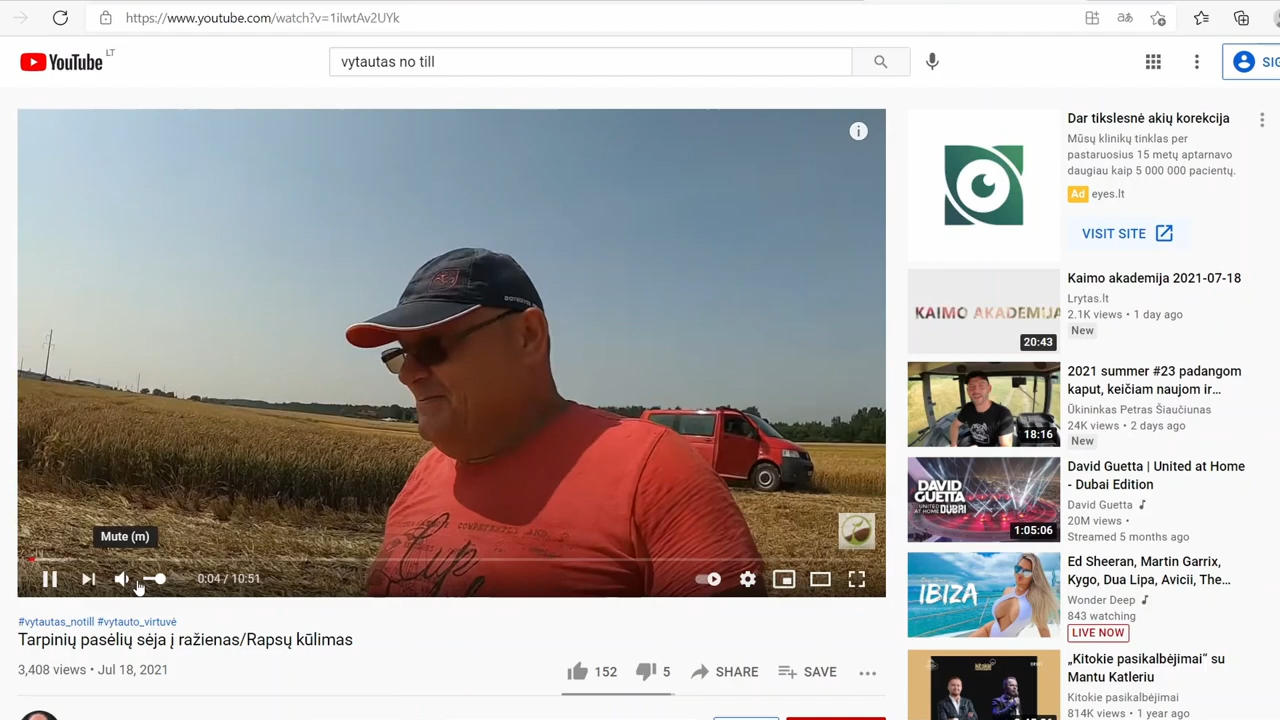 https://www.youtube.com/watch?v=1iIwtAv2UYk
YouTube LT
vytautas no till
Mute (m)
0:04 / 10:51
#vytautas_notill #vytauto_virtuvė
Tarpinių pasėlių sėja į ražienas/Rapsų kūlimas
3,408 views • Jul 18, 2021
152
5
SHARE
SAVE
Dar tikslesnė akių korekcija
Mūsų klinikų tinklas per
pastaruosius 15 metų aptarnavo
daugiau kaip 5 000 000 pacientų.
Ad eyes.lt
VISIT SITE
KAIMO AKADEMIJA
20:43
Kaimo akademija 2021-07-18
Lrytas.lt
2.1K views • 1 day ago
New
18:16
2021 summer #23 padangom
kaput, keičiam naujom ir...
Ūkininkas Petras Šiaučiunas
24K views • 2 days ago
New
DAVID
GUETTA
UNITED
AT HOME DUBAI
1:05:06
David Guetta | United at Home
- Dubai Edition
David Guetta
20M views •
Streamed 5 months ago
IBIZA
Ed Sheeran, Martin Garrix,
Kygo, Dua Lipa, Avicii, The...
Wonder Deep
843 watching
LIVE NOW
„Kitokie pasikalbėjimai“ su
Mantu Katleriu
Kitokie pasikalbėjimai
814K views • 1 year ago